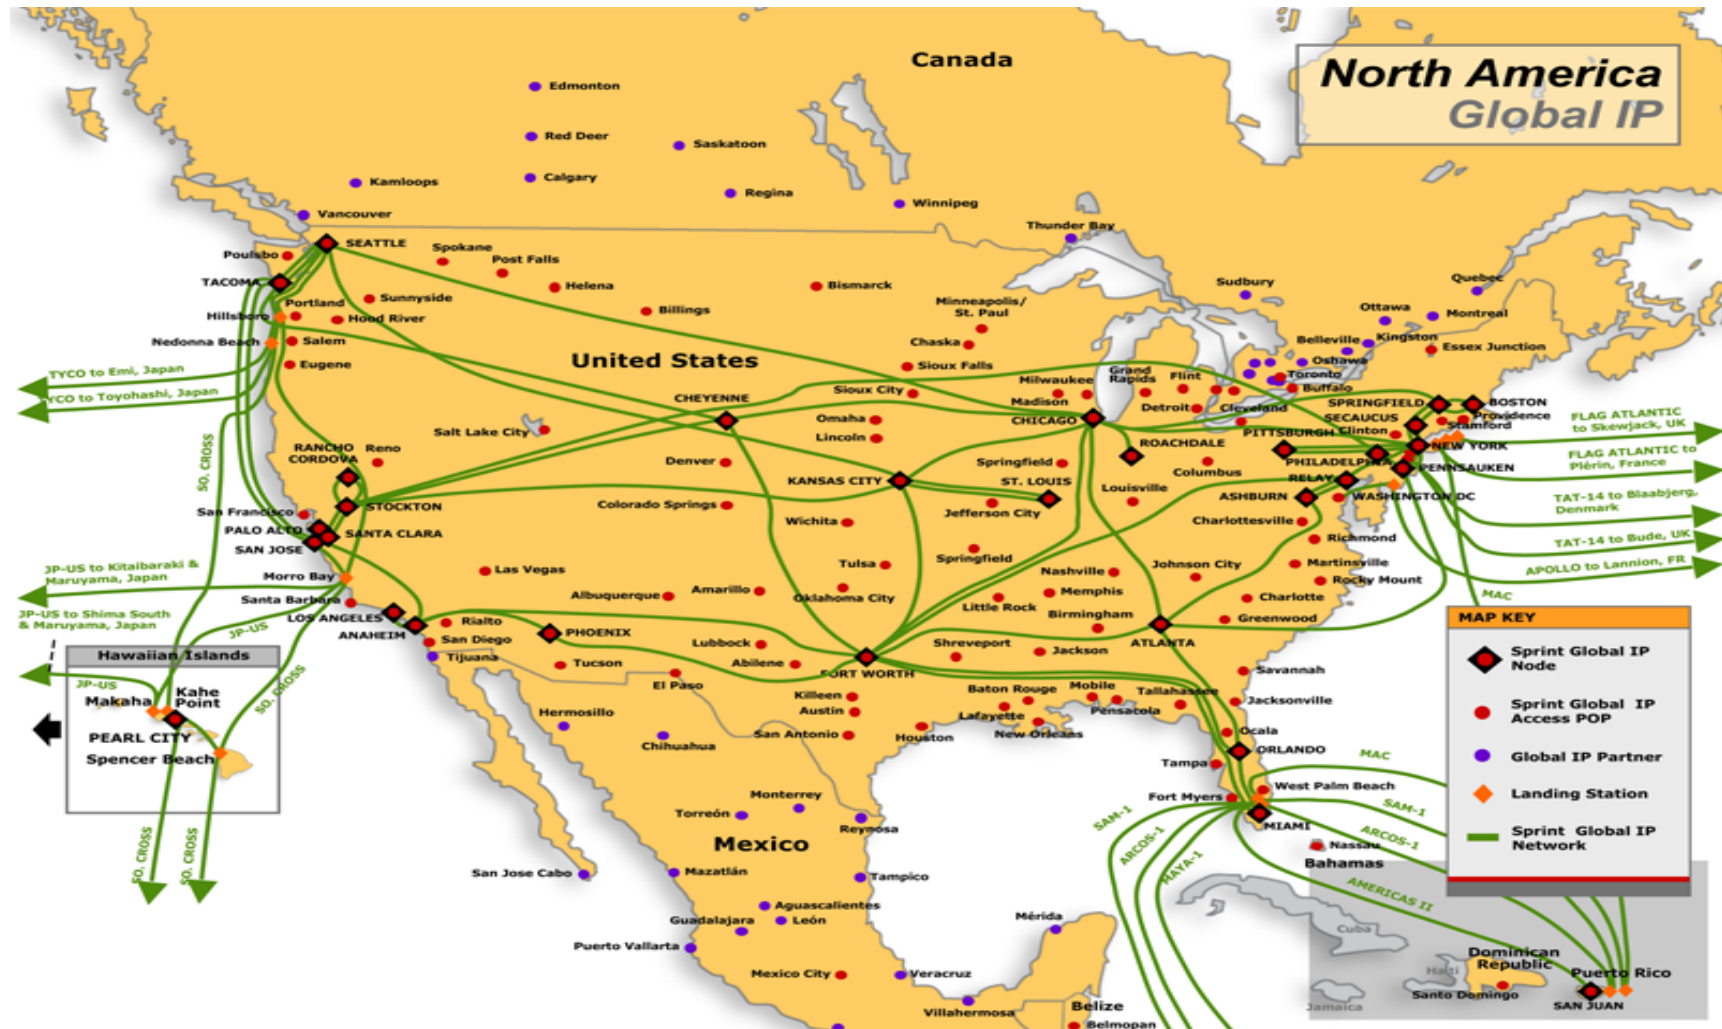 North America
Global IP
Canada
Edmonton
Red Deer
Saskatoon
Calgary
Kamloops
Regina
Vancouver
Winnipeg
Thunder Bay
SEATTLE
Spokane
Poulsbo
Post Falls
TACOMA
Helena
Bismarck
Sudbury
Quebec
Portland
Sunnyside
Minneapolis/
St. Paul
Ottawa
Hillsboro
Hood River
Billings
Montreal
Nedonna Beach
Salem
Chaska
Belleville
Kingston
Essex Junction
United States
Eugene
Sioux Falls
Oshawa
Grand
Rapids
Flint
Toronto
TYCO to Emi, Japan
YCO to Toyohashi, Japan
Milwaukee
Sioux City
Buffalo
CHEYENNE
Madison
Detroit
Cleveland
SPRINGFIELD
BOSTON
Omaha
CHICAGO
SECAUCUS
Providence
Stamford
FLAG ATLANTIC
to Skewjack, UK
Salt Lake City
Lincoln
PITTSBURGH
Clinton
RANCHO
CORDOVA
Reno
ROACHDALE
NEW YORK
Denver
Springfield
Columbus
PHILADELPHI
PENNSAUKEN
FLAG ATLANTIC to
Plérin, France
SO. CROSS
KANSAS CITY
ST. LOUIS
Louisville
RELAY
ASHBURN
WASHINGTON DC
San Francisco
STOCKTON
Colorado Springs
Jefferson City
TAT-14 to Blaabjerg,
Denmark
PALO ALTO
SANTA CLARA
Wichita
Charlottesville
SAN JOSE
Richmond
TAT-14 to Bude, UK
JP-US to Kitaibaraki &
Maruyama, Japan
Morro Bay
Las Vegas
Tulsa
Springfield
Nashville
Johnson City
Martinsville
APOLLO to Lannion, FR
Rocky Mount
MAC
Santa Barbara
Albuquerque
Amarillo
Oklahoma City
Little Rock
Memphis
Charlotte
JP-US to Shima South
& Maruyama, Japan
LOS ANGELES
Rialto
Birmingham
Greenwood
JP-US
ANAHEIM
San Diego
PHOENIX
Lubbock
Shreveport
Jackson
ATLANTA
Hawaiian Islands
Tijuana
Tucson
Abilene
FORT WORTH
Savannah
JP-US
Makaha
Kahe
Point
SO. CROSS
El Paso
Killeen
Baton Rouge
Mobile
Tallahassee
Jacksonville
Hermosillo
Austin
Lafayette
Pensacola
PEARL CITY
Chihuahua
San Antonio
Houston
New Orleans
Ocala
Spencer Beach
ORLANDO
Tampa
MAC
Monterrey
Fort Myers
West Palm Beach
Torreón
Reynosa
SAM-1
SAM-1
MIAMI
Mexico
ARCOS-1
ARCOS-1
Nassau
Bahamas
SO. CROSS
SO. CROSS
MAYA-1
San Jose Cabo
Mazatlán
Tampico
AMERICAS II
Aguascalientes
Guadalajara
León
Mérida
Cuba
Puerto Vallarta
Dominican
Republic
Mexico City
Veracruz
Haiti
Puerto Rico
Villahermosa
Belize
Belmopan
Jamaica
Santo Domingo
SAN JUAN
MAP KEY
Sprint Global IP
Node
Sprint Global IP
Access POP
Global IP Partner
Landing Station
Sprint Global IP
Network